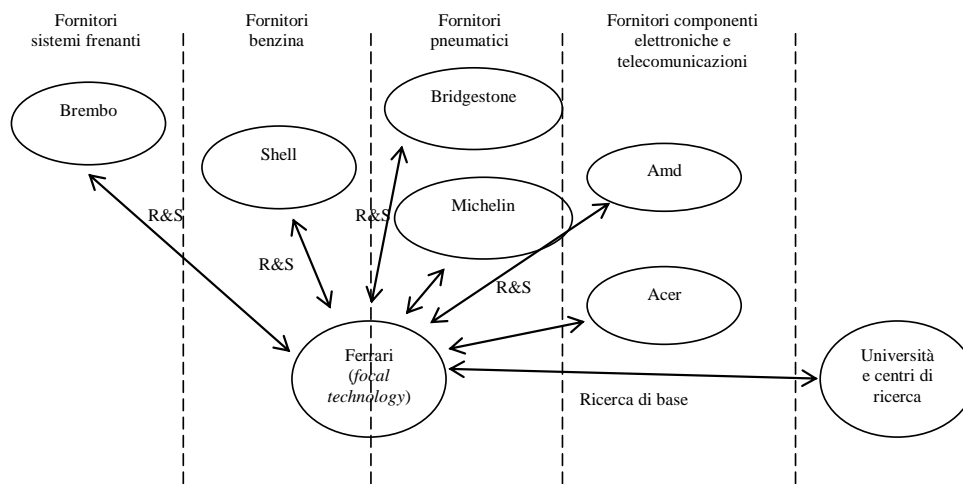 Fornitori
sistemi frenanti
Fornitori
benzina
Fornitori
pneumatici
Fornitori componenti
elettroniche e
telecomunicazioni
Brembo
Shell
Bridgestone
Michelin
Amd
R&S
R&S
R&S
R&S
Acer
Ferrari
(focal
technology)
Università
e centri di
ricerca
Ricerca di base